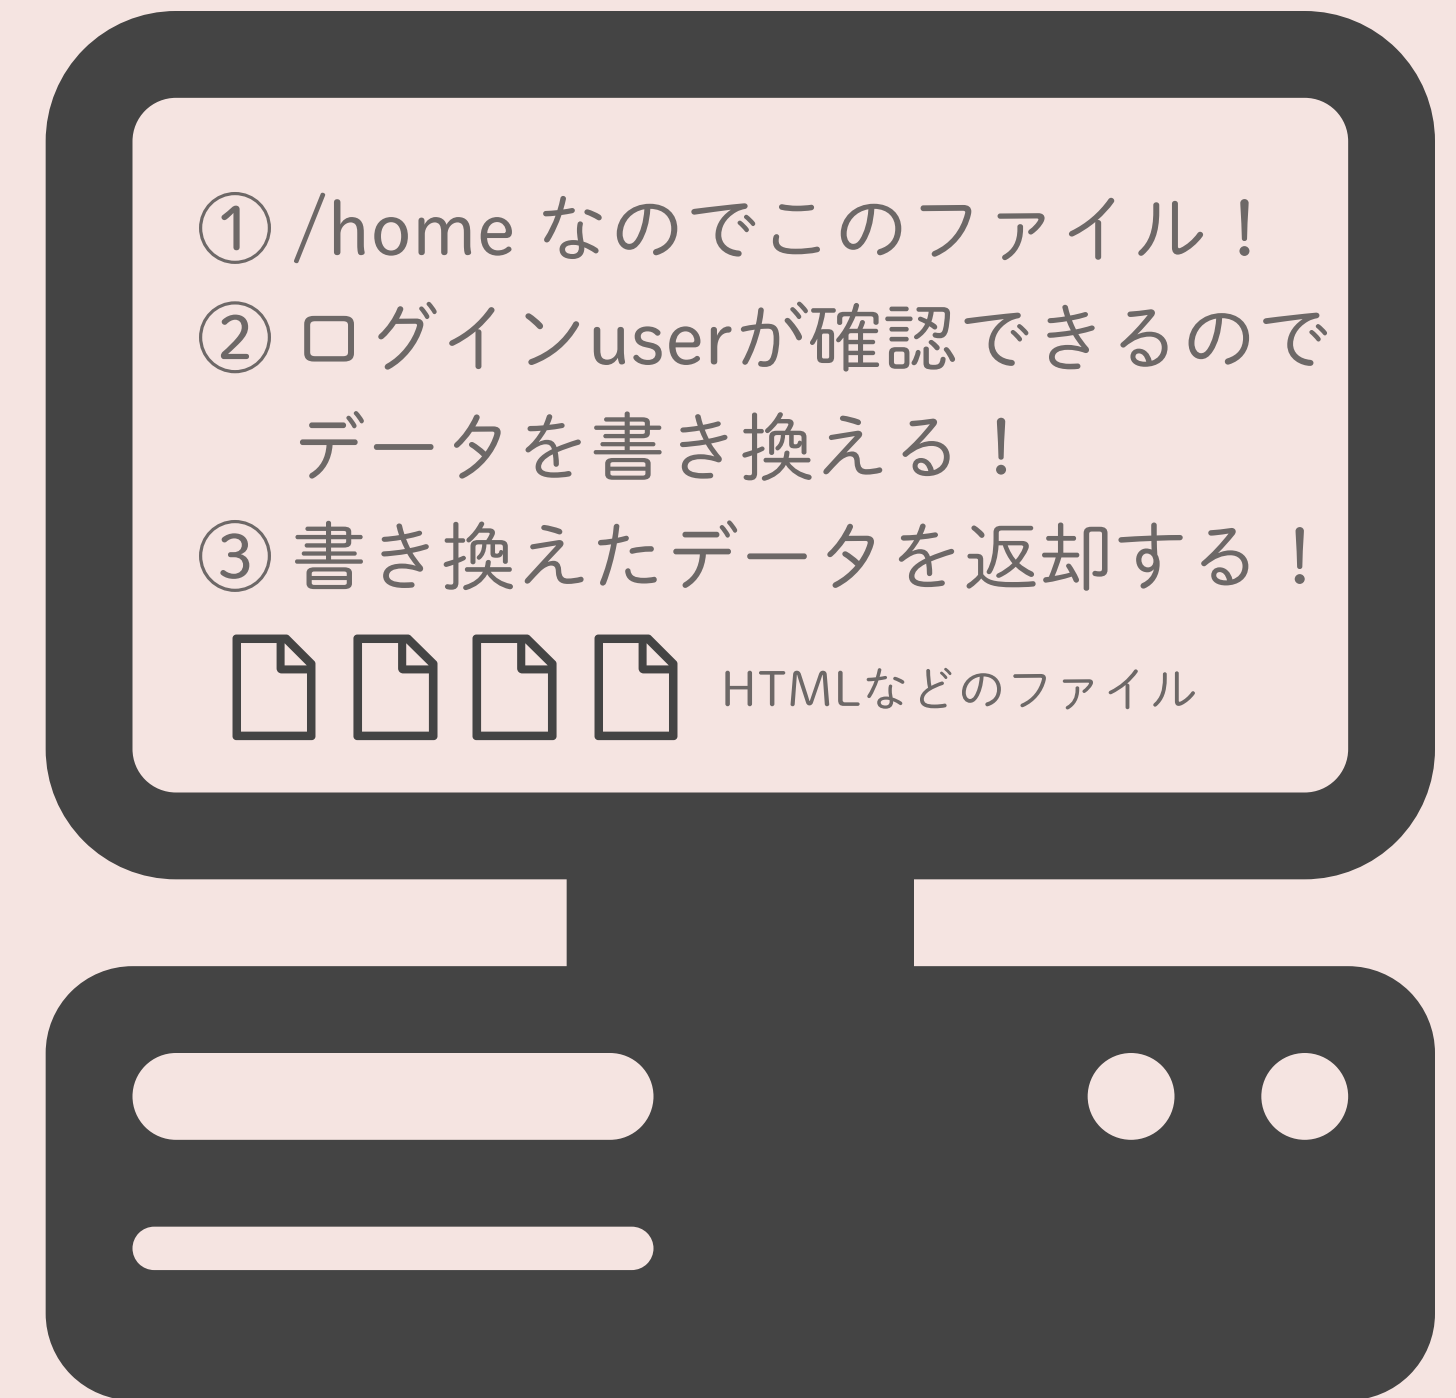 ① /home なのでこのファイル！
② ログインuserが確認できるので
データを書き換える！
③ 書き換えたデータを返却する！
HTMLなどのファイル